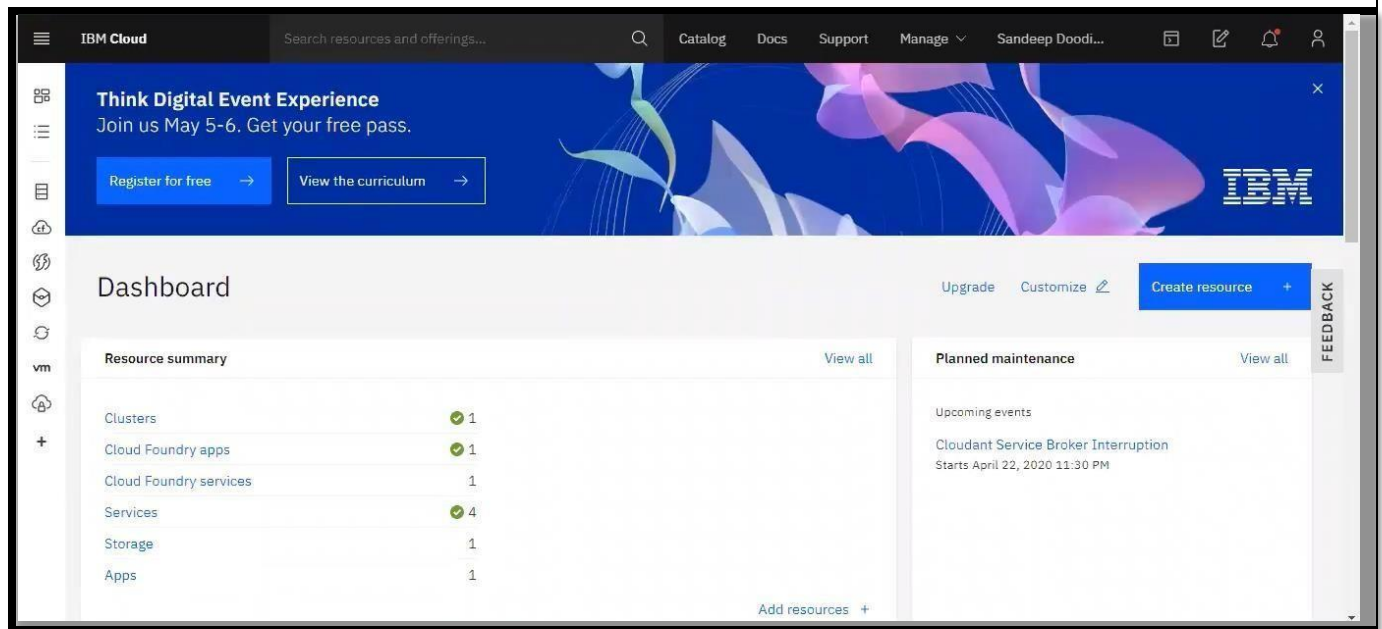 IBM Cloud
Search resources and offerings...
Catalog
Docs
Support
Manage
Sandeep Doodi...
Think Digital Event Experience
Join us May 5-6. Get your free pass.
Register for free →
View the curriculum →
IBM
cf
vm
Dashboard
Upgrade
Customize
Create resource +
FEEDBACK
Resource summary
View all
Clusters 1
Cloud Foundry apps 1
Cloud Foundry services 1
Services 4
Storage 1
Apps 1
Add resources +
Planned maintenance
View all
Upcoming events
Cloudant Service Broker Interruption
Starts April 22, 2020 11:30 PM